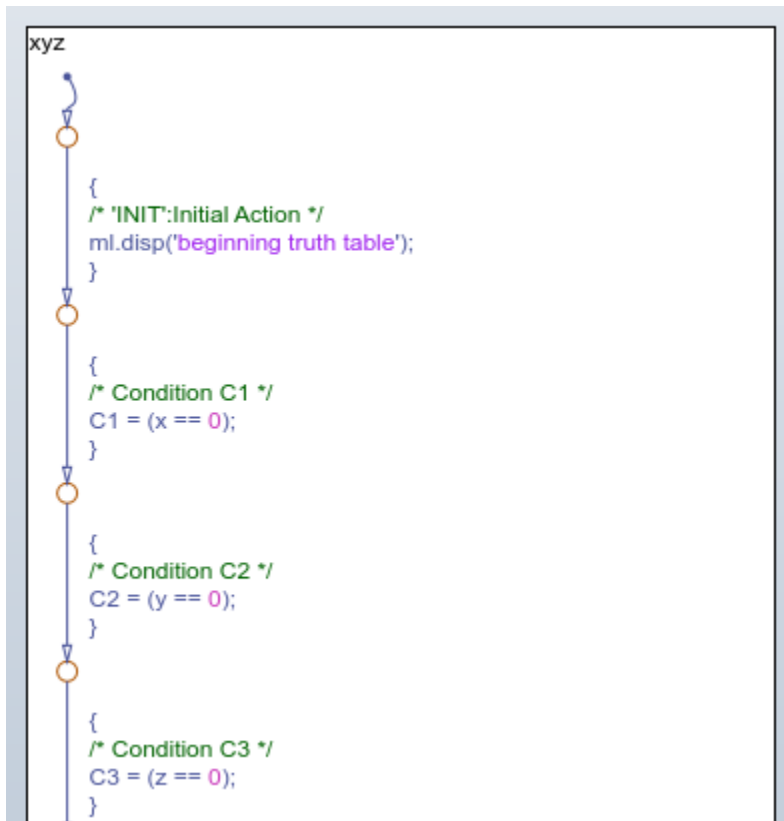 xyz
{
/* 'INIT':Initial Action */
ml.disp('beginning truth table');
}
{
/* Condition C1 */
C1 = (x == 0);
}
{
/* Condition C2 */
C2 = (y == 0);
}
{
/* Condition C3 */
C3 = (z == 0);
}